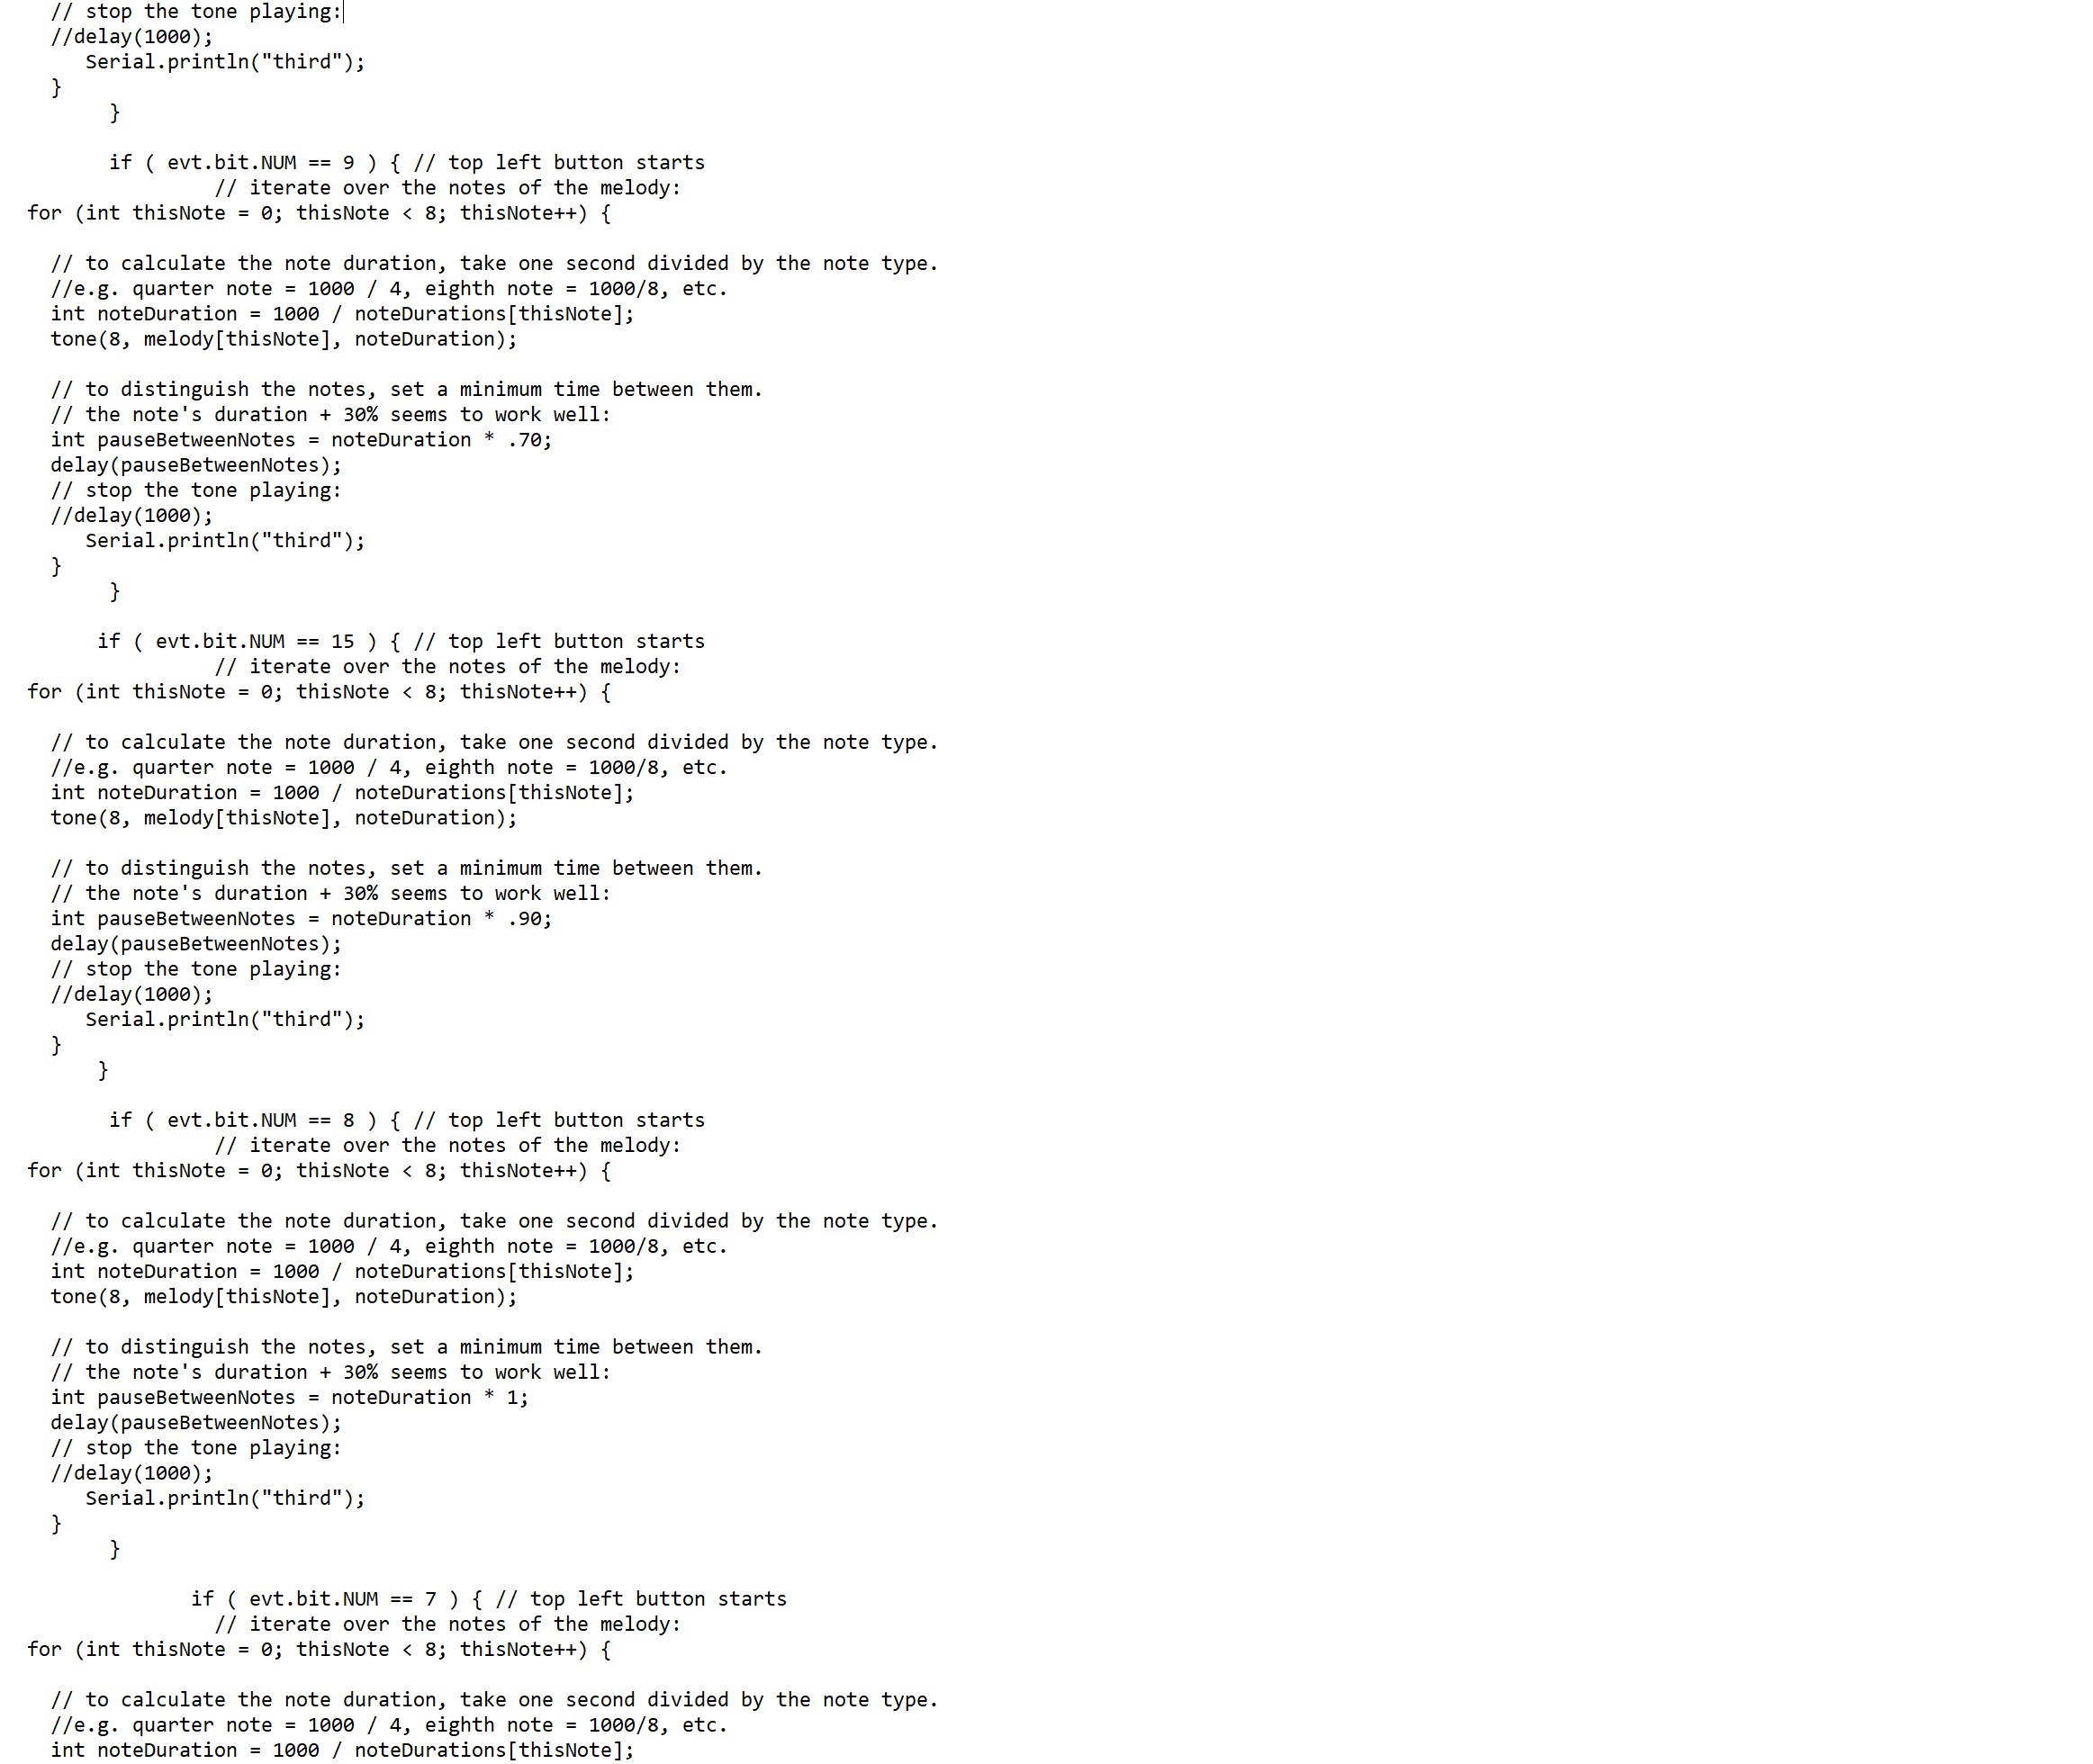 // stop the tone playing:
//delay(1000);
Serial.println("third");
}
}
if ( evt.bit.NUM == 9 ) { // top left button starts
// iterate over the notes of the melody:
for (int thisNote = 0; thisNote < 8; thisNote++) {
// to calculate the note duration, take one second divided by the note type.
//e.g. quarter note = 1000 / 4, eighth note = 1000/8, etc.
int noteDuration = 1000 / noteDurations[thisNote];
tone(8, melody[thisNote], noteDuration);
// to distinguish the notes, set a minimum time between them.
// the note's duration + 30% seems to work well:
int pauseBetweenNotes = noteDuration * .70;
delay(pauseBetweenNotes);
// stop the tone playing:
//delay(1000);
Serial.println("third");
}
}
if ( evt.bit.NUM == 15 ) { // top left button starts
// iterate over the notes of the melody:
for (int thisNote = 0; thisNote < 8; thisNote++) {
// to calculate the note duration, take one second divided by the note type.
//e.g. quarter note = 1000 / 4, eighth note = 1000/8, etc.
int noteDuration = 1000 / noteDurations[thisNote];
tone(8, melody[thisNote], noteDuration);
// to distinguish the notes, set a minimum time between them.
// the note's duration + 30% seems to work well:
int pauseBetweenNotes = noteDuration * .90;
delay(pauseBetweenNotes);
// stop the tone playing:
//delay(1000);
Serial.println("third");
}
}
if ( evt.bit.NUM == 8 ) { // top left button starts
// iterate over the notes of the melody:
for (int thisNote = 0; thisNote < 8; thisNote++) {
// to calculate the note duration, take one second divided by the note type.
//e.g. quarter note = 1000 / 4, eighth note = 1000/8, etc.
int noteDuration = 1000 / noteDurations[thisNote];
tone(8, melody[thisNote], noteDuration);
// to distinguish the notes, set a minimum time between them.
// the note's duration + 30% seems to work well:
int pauseBetweenNotes = noteDuration * 1;
delay(pauseBetweenNotes);
// stop the tone playing:
//delay(1000);
Serial.println("third");
}
}
if ( evt.bit.NUM == 7 ) { // top left button starts
// iterate over the notes of the melody:
for (int thisNote = 0; thisNote < 8; thisNote++) {
// to calculate the note duration, take one second divided by the note type.
//e.g. quarter note = 1000 / 4, eighth note = 1000/8, etc.
int noteDuration = 1000 / noteDurations[thisNote];